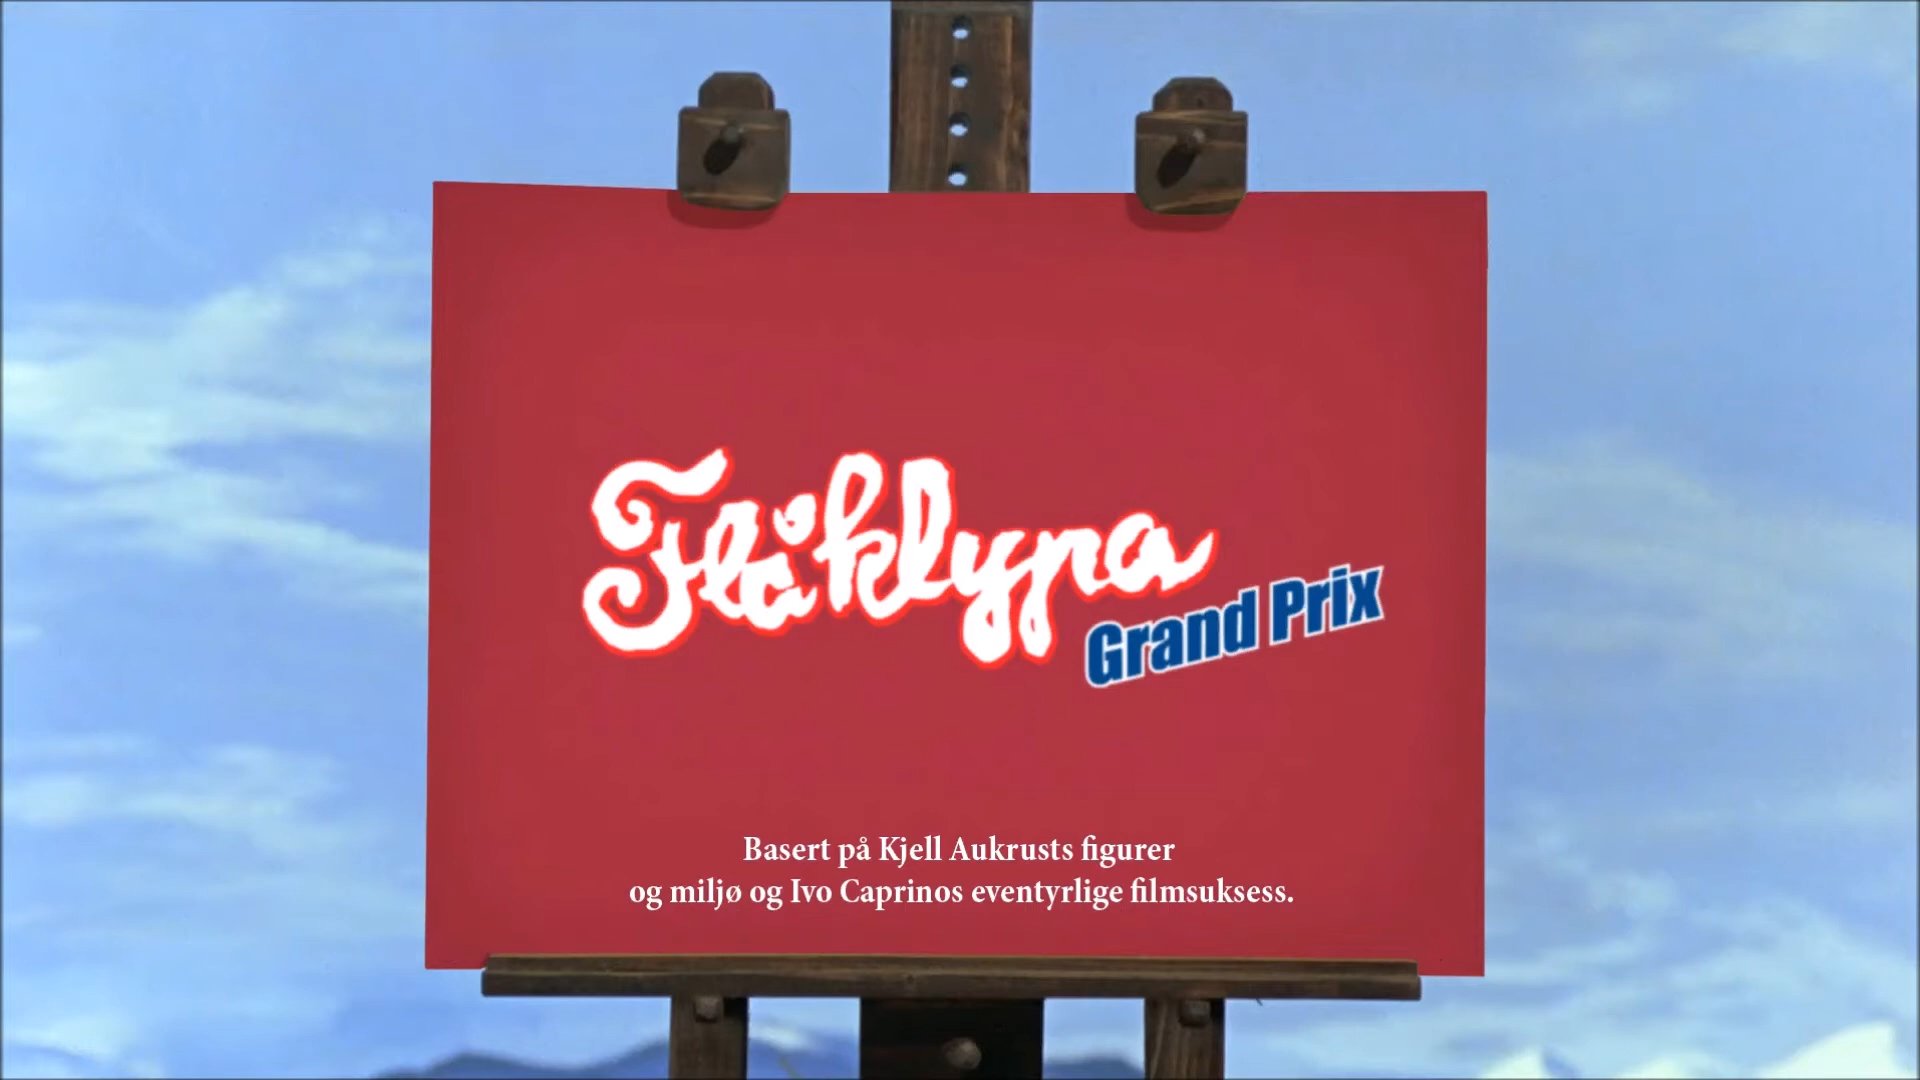 Flåklypa
Grand Prix
Basert på Kjell Aukrusts figurer
og miljø og Ivo Caprinos eventyrlige filmsuksess.